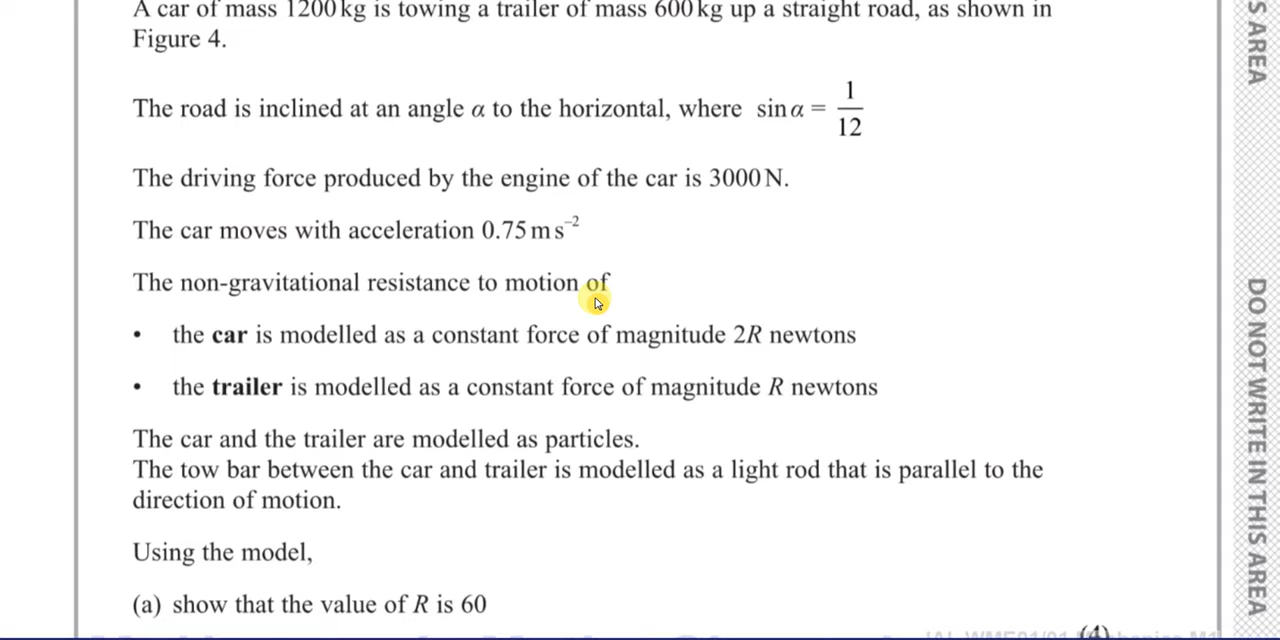 A car of mass 1200 kg is towing a trailer of mass 600 kg up a straight road, as shown in
Figure 4.
The road is inclined at an angle α to the horizontal, where sin α = 1/12
The driving force produced by the engine of the car is 3000 N.
The car moves with acceleration 0.75 m s⁻²
The non-gravitational resistance to motion of
• the car is modelled as a constant force of magnitude 2R newtons
• the trailer is modelled as a constant force of magnitude R newtons
The car and the trailer are modelled as particles.
The tow bar between the car and trailer is modelled as a light rod that is parallel to the
direction of motion.
Using the model,
(a) show that the value of R is 60
(4)
S AREA
DO NOT WRITE IN THIS AREA